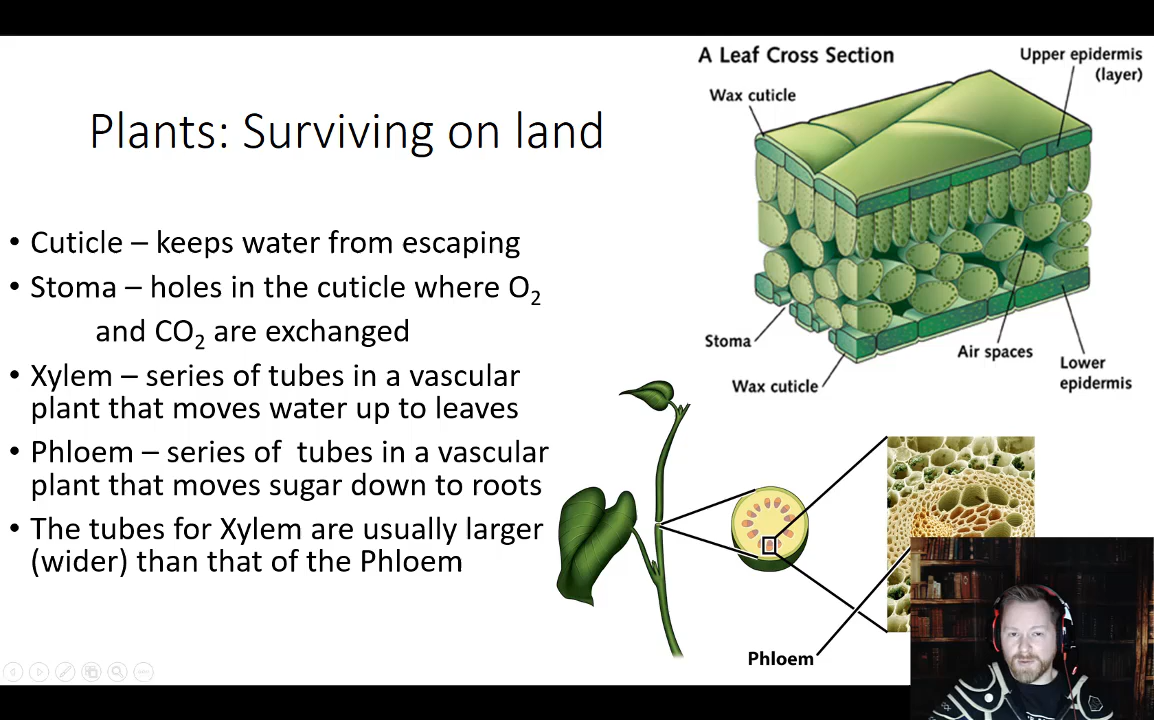 A Leaf Cross Section
Upper epidermis
(layer)
Wax cuticle
Plants: Surviving on land
• Cuticle – keeps water from escaping
• Stoma – holes in the cuticle where O₂
and CO₂ are exchanged
• Xylem – series of tubes in a vascular
plant that moves water up to leaves
• Phloem – series of  tubes in a vascular
plant that moves sugar down to roots
• The tubes for Xylem are usually larger
(wider) than that of the Phloem
Stoma
Air spaces
Wax cuticle
Lower
epidermis
Phloem